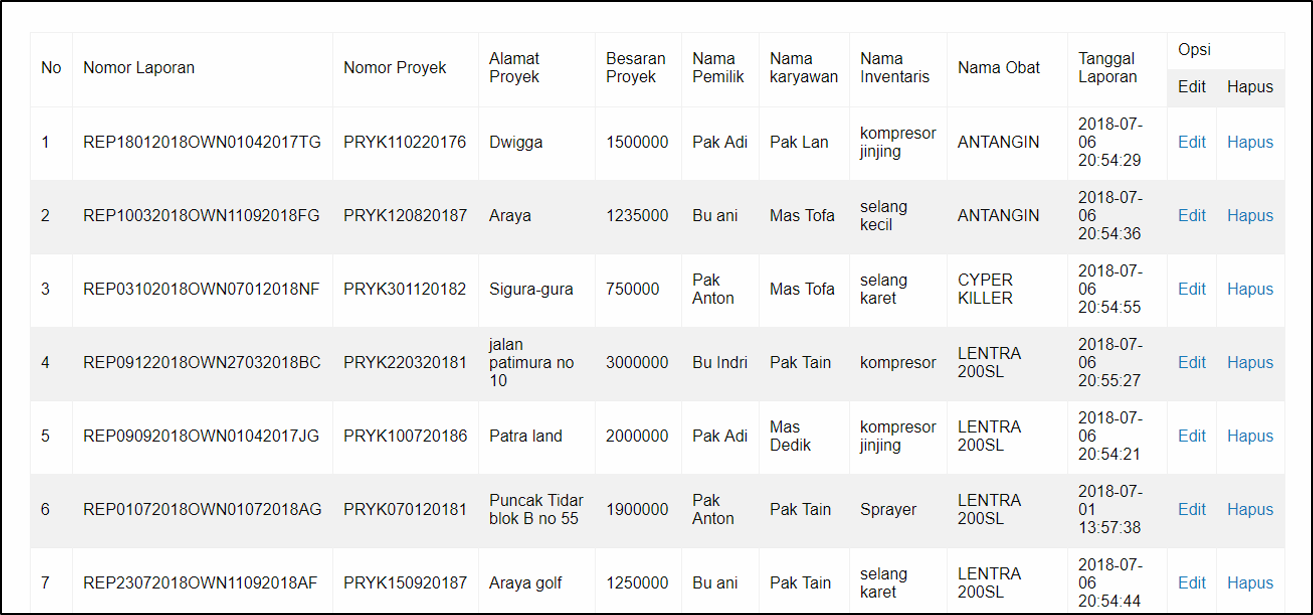 No Nomor Laporan Nomor Proyek Alamat Proyek Besaran Proyek Nama Pemilik Nama karyawan Nama Inventaris Nama Obat Tanggal Laporan Opsi
Edit Hapus
1 REP18012018OWN01042017TG PRYK110220176 Dwigga 1500000 Pak Adi Pak Lan kompresor jinjing ANTANGIN 2018-07-06 20:54:29 Edit Hapus
2 REP10032018OWN11092018FG PRYK120820187 Araya 1235000 Bu ani Mas Tofa selang kecil ANTANGIN 2018-07-06 20:54:36 Edit Hapus
3 REP03102018OWN07012018NF PRYK301120182 Sigura-gura 750000 Pak Anton Mas Tofa selang karet CYPER KILLER 2018-07-06 20:54:55 Edit Hapus
4 REP09122018OWN27032018BC PRYK220320181 jalan patimura no 10 3000000 Bu Indri Pak Tain kompresor LENTRA 200SL 2018-07-06 20:55:27 Edit Hapus
5 REP09092018OWN01042017JG PRYK100720186 Patra land 2000000 Pak Adi Mas Dedik kompresor jinjing LENTRA 200SL 2018-07-06 20:54:21 Edit Hapus
6 REP01072018OWN01072018AG PRYK070120181 Puncak Tidar blok B no 55 1900000 Pak Anton Pak Tain Sprayer LENTRA 200SL 2018-07-01 13:57:38 Edit Hapus
7 REP23072018OWN11092018AF PRYK150920187 Araya golf 1250000 Bu ani Pak Tain selang karet LENTRA 200SL 2018-07-06 20:54:44 Edit Hapus